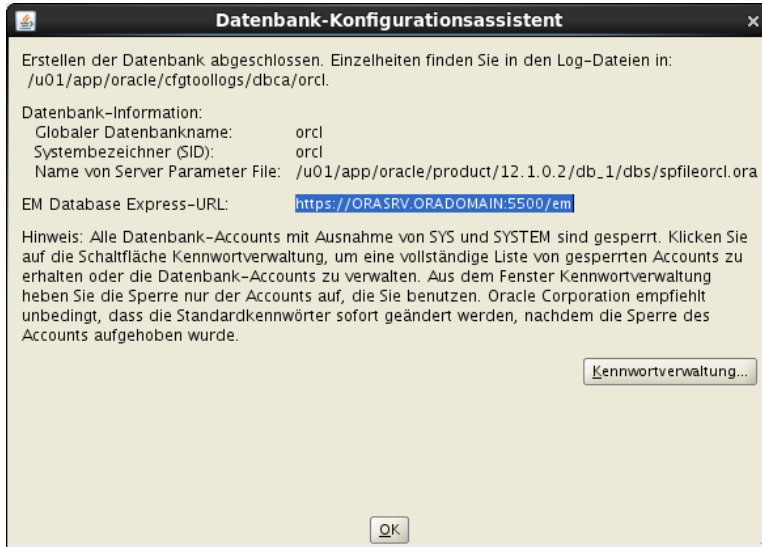 Datenbank-Konfigurationsassistent
Erstellen der Datenbank abgeschlossen. Einzelheiten finden Sie in den Log-Dateien in:
/u01/app/oracle/cfgtoollogs/dbca/orcl.
Datenbank-Information:
Globaler Datenbankname: orcl
Systembezeichner (SID): orcl
Name von Server Parameter File: /u01/app/oracle/product/12.1.0.2/db_1/dbs/spfileorcl.ora
EM Database Express-URL: https://ORASRV.ORADOMAIN:5500/em
Hinweis: Alle Datenbank-Accounts mit Ausnahme von SYS und SYSTEM sind gesperrt. Klicken Sie
auf die Schaltfläche Kennwortverwaltung, um eine vollständige Liste von gesperrten Accounts zu
erhalten oder die Datenbank-Accounts zu verwalten. Aus dem Fenster Kennwortverwaltung
heben Sie die Sperre nur der Accounts auf, die Sie benutzen. Oracle Corporation empfiehlt
unbedingt, dass die Standardkennwörter sofort geändert werden, nachdem die Sperre des
Accounts aufgehoben wurde.
Kennwortverwaltung...
OK